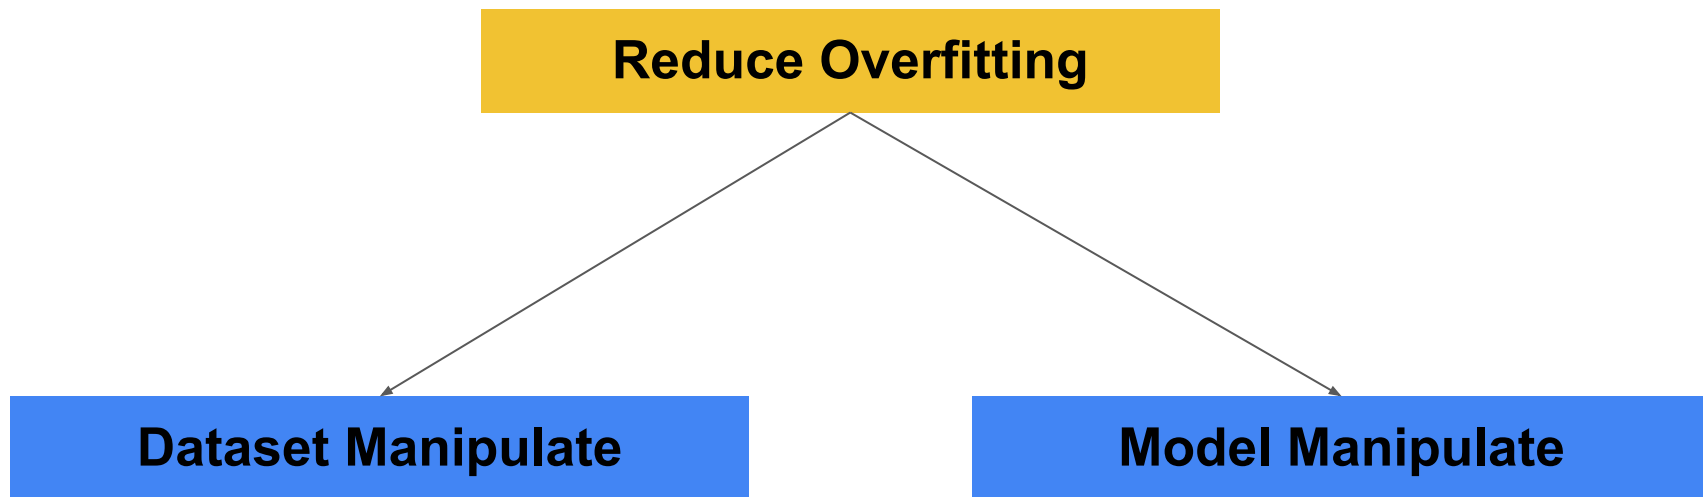 Reduce Overfitting
Dataset Manipulate
Model Manipulate